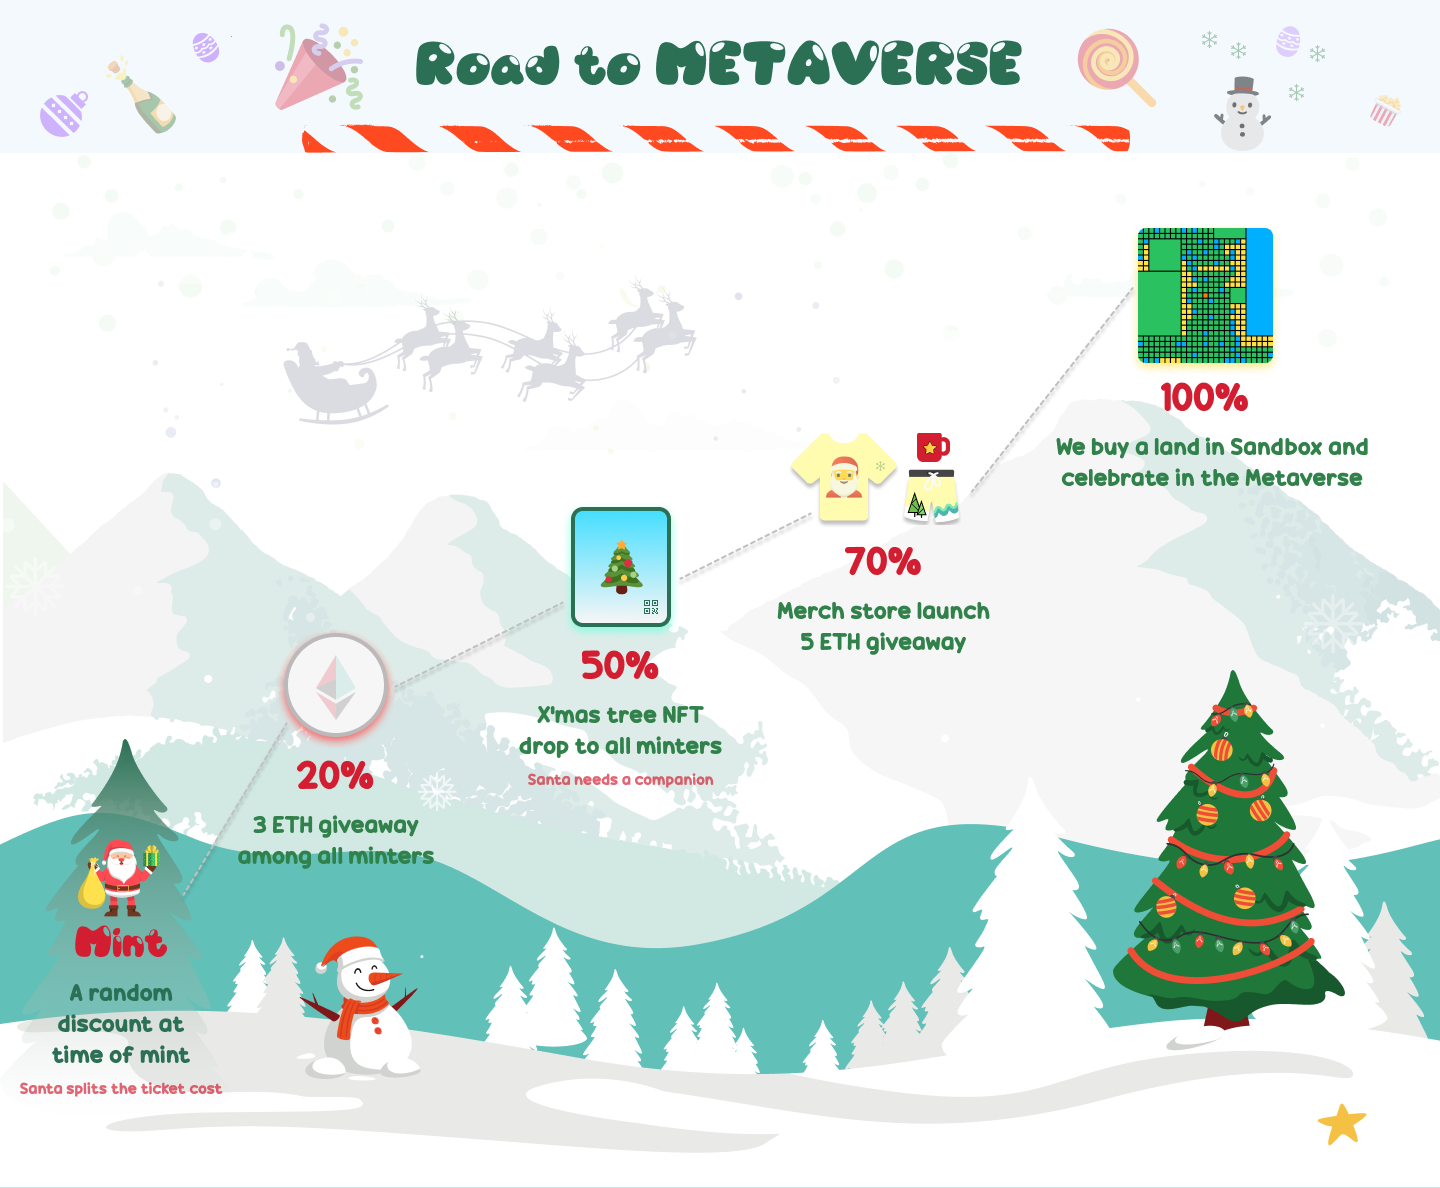 Road to METAVERSE
100%
We buy a land in Sandbox and
celebrate in the Metaverse
70%
Merch store launch
5 ETH giveaway
50%
X'mas tree NFT
drop to all minters
Santa needs a companion
20%
3 ETH giveaway
among all minters
Mint
A random
discount at
time of mint
Santa splits the ticket cost